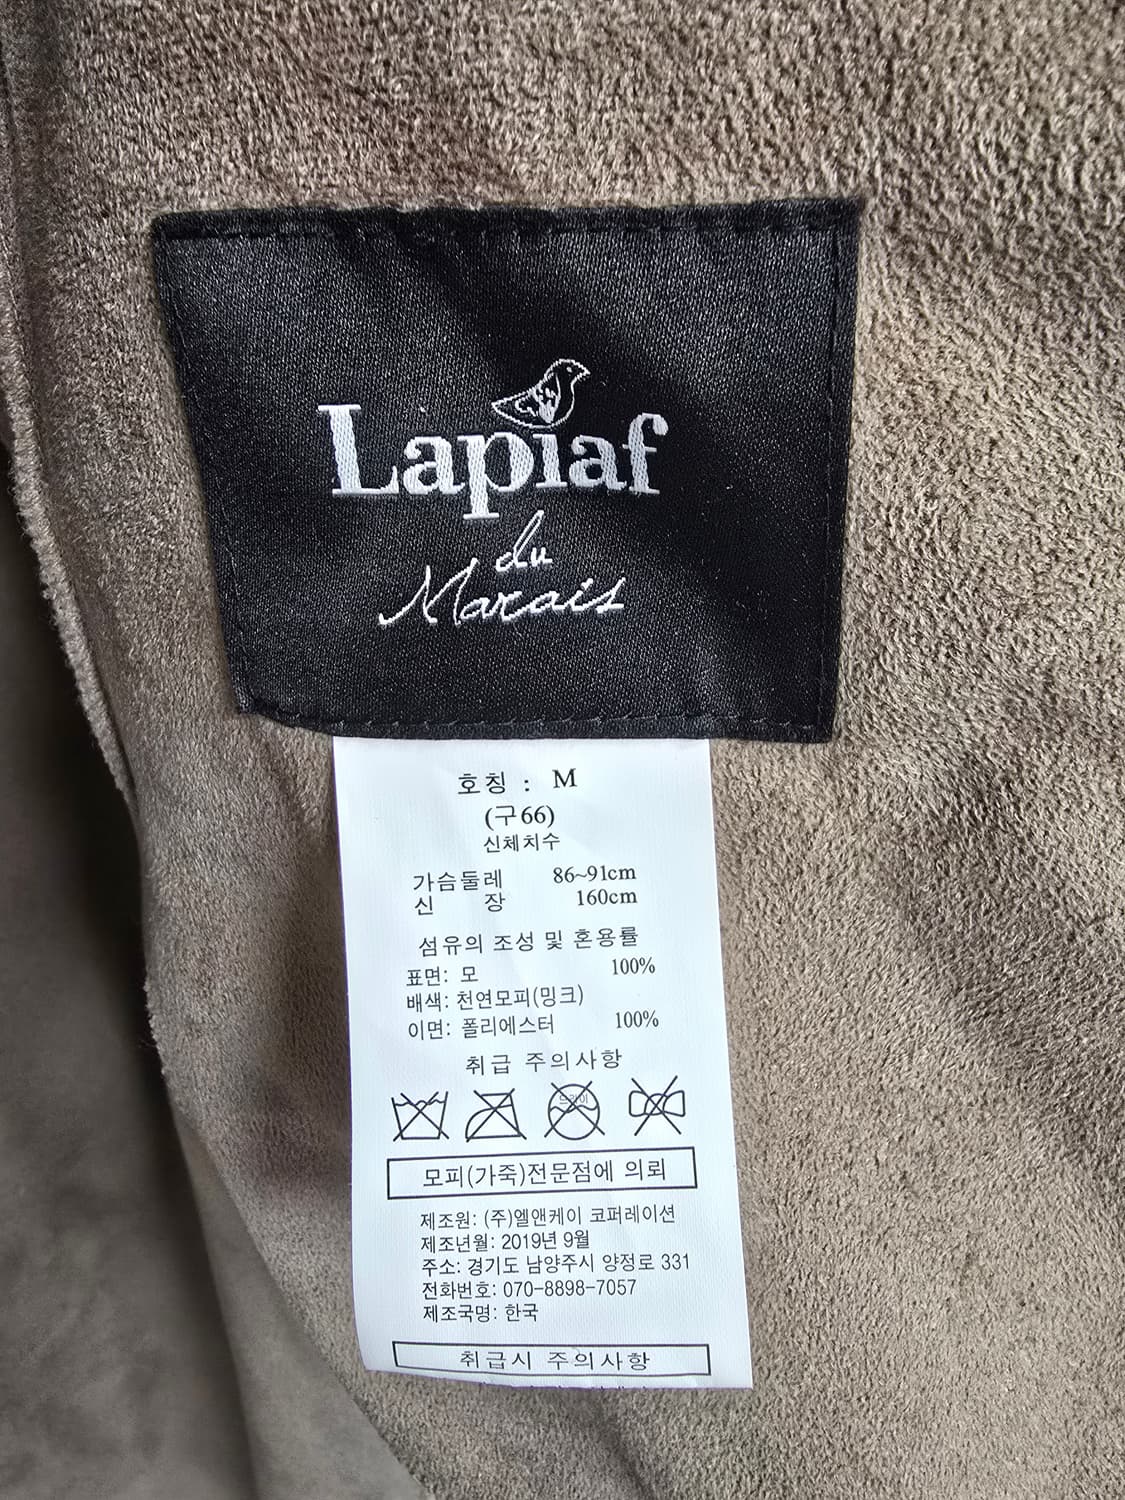 Lapiaf
du
Marais
호칭 : M
(구66)
신체치수
가슴둘레 86~91cm
신 장 160cm
섬유의 조성 및 혼용률
표면: 모 100%
배색: 천연모피(밍크)
이면: 폴리에스터 100%
취급 주의사항
드라이
모피(가죽)전문점에 의뢰
제조원: (주)엘앤케이 코퍼레이션
제조년월: 2019년 9월
주소: 경기도 남양주시 양정로 331
전화번호: 070-8898-7057
제조국명: 한국
취급시 주의사항